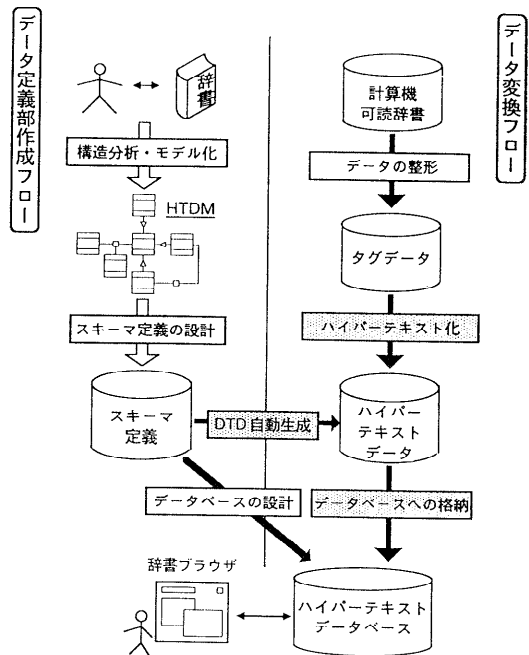 データ定義部作成フロー
辞書
構造分析・モデル化
HTDM
スキーマ定義の設計
スキーマ
定義
DTD自動生成
データベースの設計
辞書ブラウザ
データ変換フロー
計算機
可読辞書
データの整形
タグデータ
ハイパーテキスト化
ハイパー
テキスト
データ
データベースへの格納
ハイパーテキスト
データベース